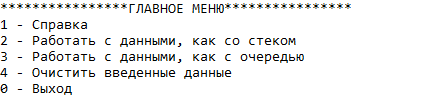 ****************ГЛАВНОЕ МЕНЮ****************
1 - Справка
2 - Работать с данными, как со стеком
3 - Работать с данными, как с очередью
4 - Очистить введенные данные
0 - Выход